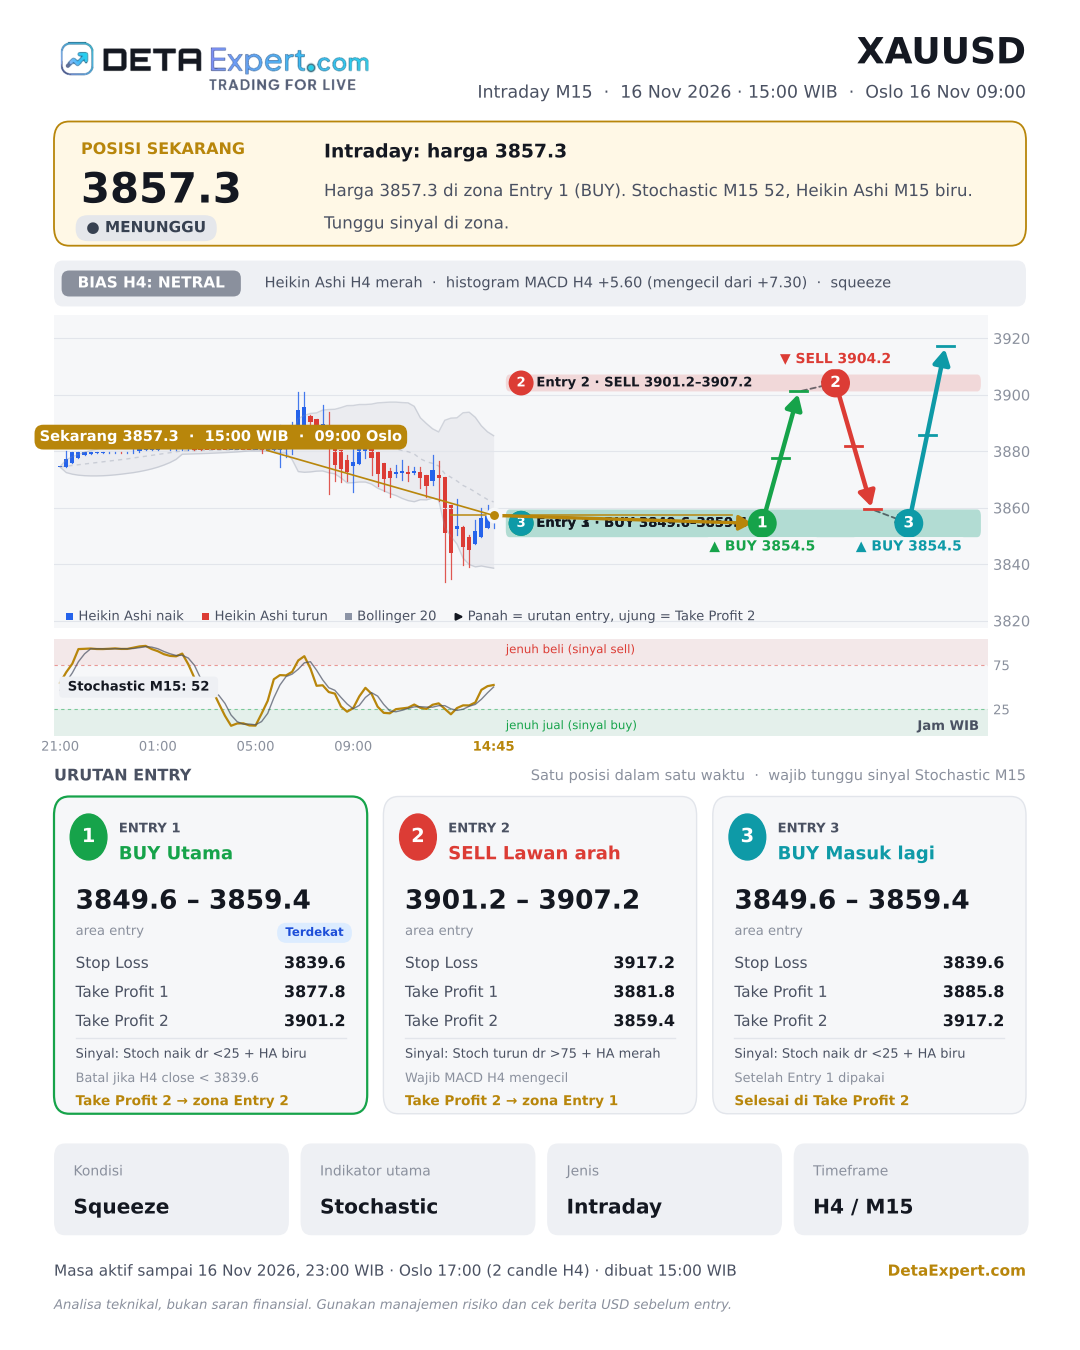 DETA Expert.com
TRADING FOR LIVE
XAUUSD
Intraday M15 · 16 Nov 2026 · 15:00 WIB · Oslo 16 Nov 09:00
POSISI SEKARANG
3857.3
● MENUNGGU
Intraday: harga 3857.3
Harga 3857.3 di zona Entry 1 (BUY). Stochastic M15 52, Heikin Ashi M15 biru.
Tunggu sinyal di zona.
BIAS H4: NETRAL
Heikin Ashi H4 merah · histogram MACD H4 +5.60 (mengecil dari +7.30) · squeeze
3920
3900
3880
3860
3840
3820
▼ SELL 3904.2
2 Entry 2 · SELL 3901.2–3907.2
2
Sekarang 3857.3 · 15:00 WIB · 09:00 Oslo
3 Entry · BUY 3849.6–3859.
1
3
▲ BUY 3854.5
▲ BUY 3854.5
Heikin Ashi naik
Heikin Ashi turun
Bollinger 20
Panah = urutan entry, ujung = Take Profit 2
jenuh beli (sinyal sell)
75
Stochastic M15: 52
25
jenuh jual (sinyal buy)
Jam WIB
21:00 01:00 05:00 09:00 14:45
URUTAN ENTRY
Satu posisi dalam satu waktu · wajib tunggu sinyal Stochastic M15
1
ENTRY 1
BUY Utama
3849.6 – 3859.4
area entry
Terdekat
Stop Loss 3839.6
Take Profit 1 3877.8
Take Profit 2 3901.2
Sinyal: Stoch naik dr <25 + HA biru
Batal jika H4 close < 3839.6
Take Profit 2 → zona Entry 2
2
ENTRY 2
SELL Lawan arah
3901.2 – 3907.2
area entry
Stop Loss 3917.2
Take Profit 1 3881.8
Take Profit 2 3859.4
Sinyal: Stoch turun dr >75 + HA merah
Wajib MACD H4 mengecil
Take Profit 2 → zona Entry 1
3
ENTRY 3
BUY Masuk lagi
3849.6 – 3859.4
area entry
Stop Loss 3839.6
Take Profit 1 3885.8
Take Profit 2 3917.2
Sinyal: Stoch naik dr <25 + HA biru
Setelah Entry 1 dipakai
Selesai di Take Profit 2
Kondisi
Squeeze
Indikator utama
Stochastic
Jenis
Intraday
Timeframe
H4 / M15
Masa aktif sampai 16 Nov 2026, 23:00 WIB · Oslo 17:00 (2 candle H4) · dibuat 15:00 WIB
DetaExpert.com
Analisa teknikal, bukan saran finansial. Gunakan manajemen risiko dan cek berita USD sebelum entry.